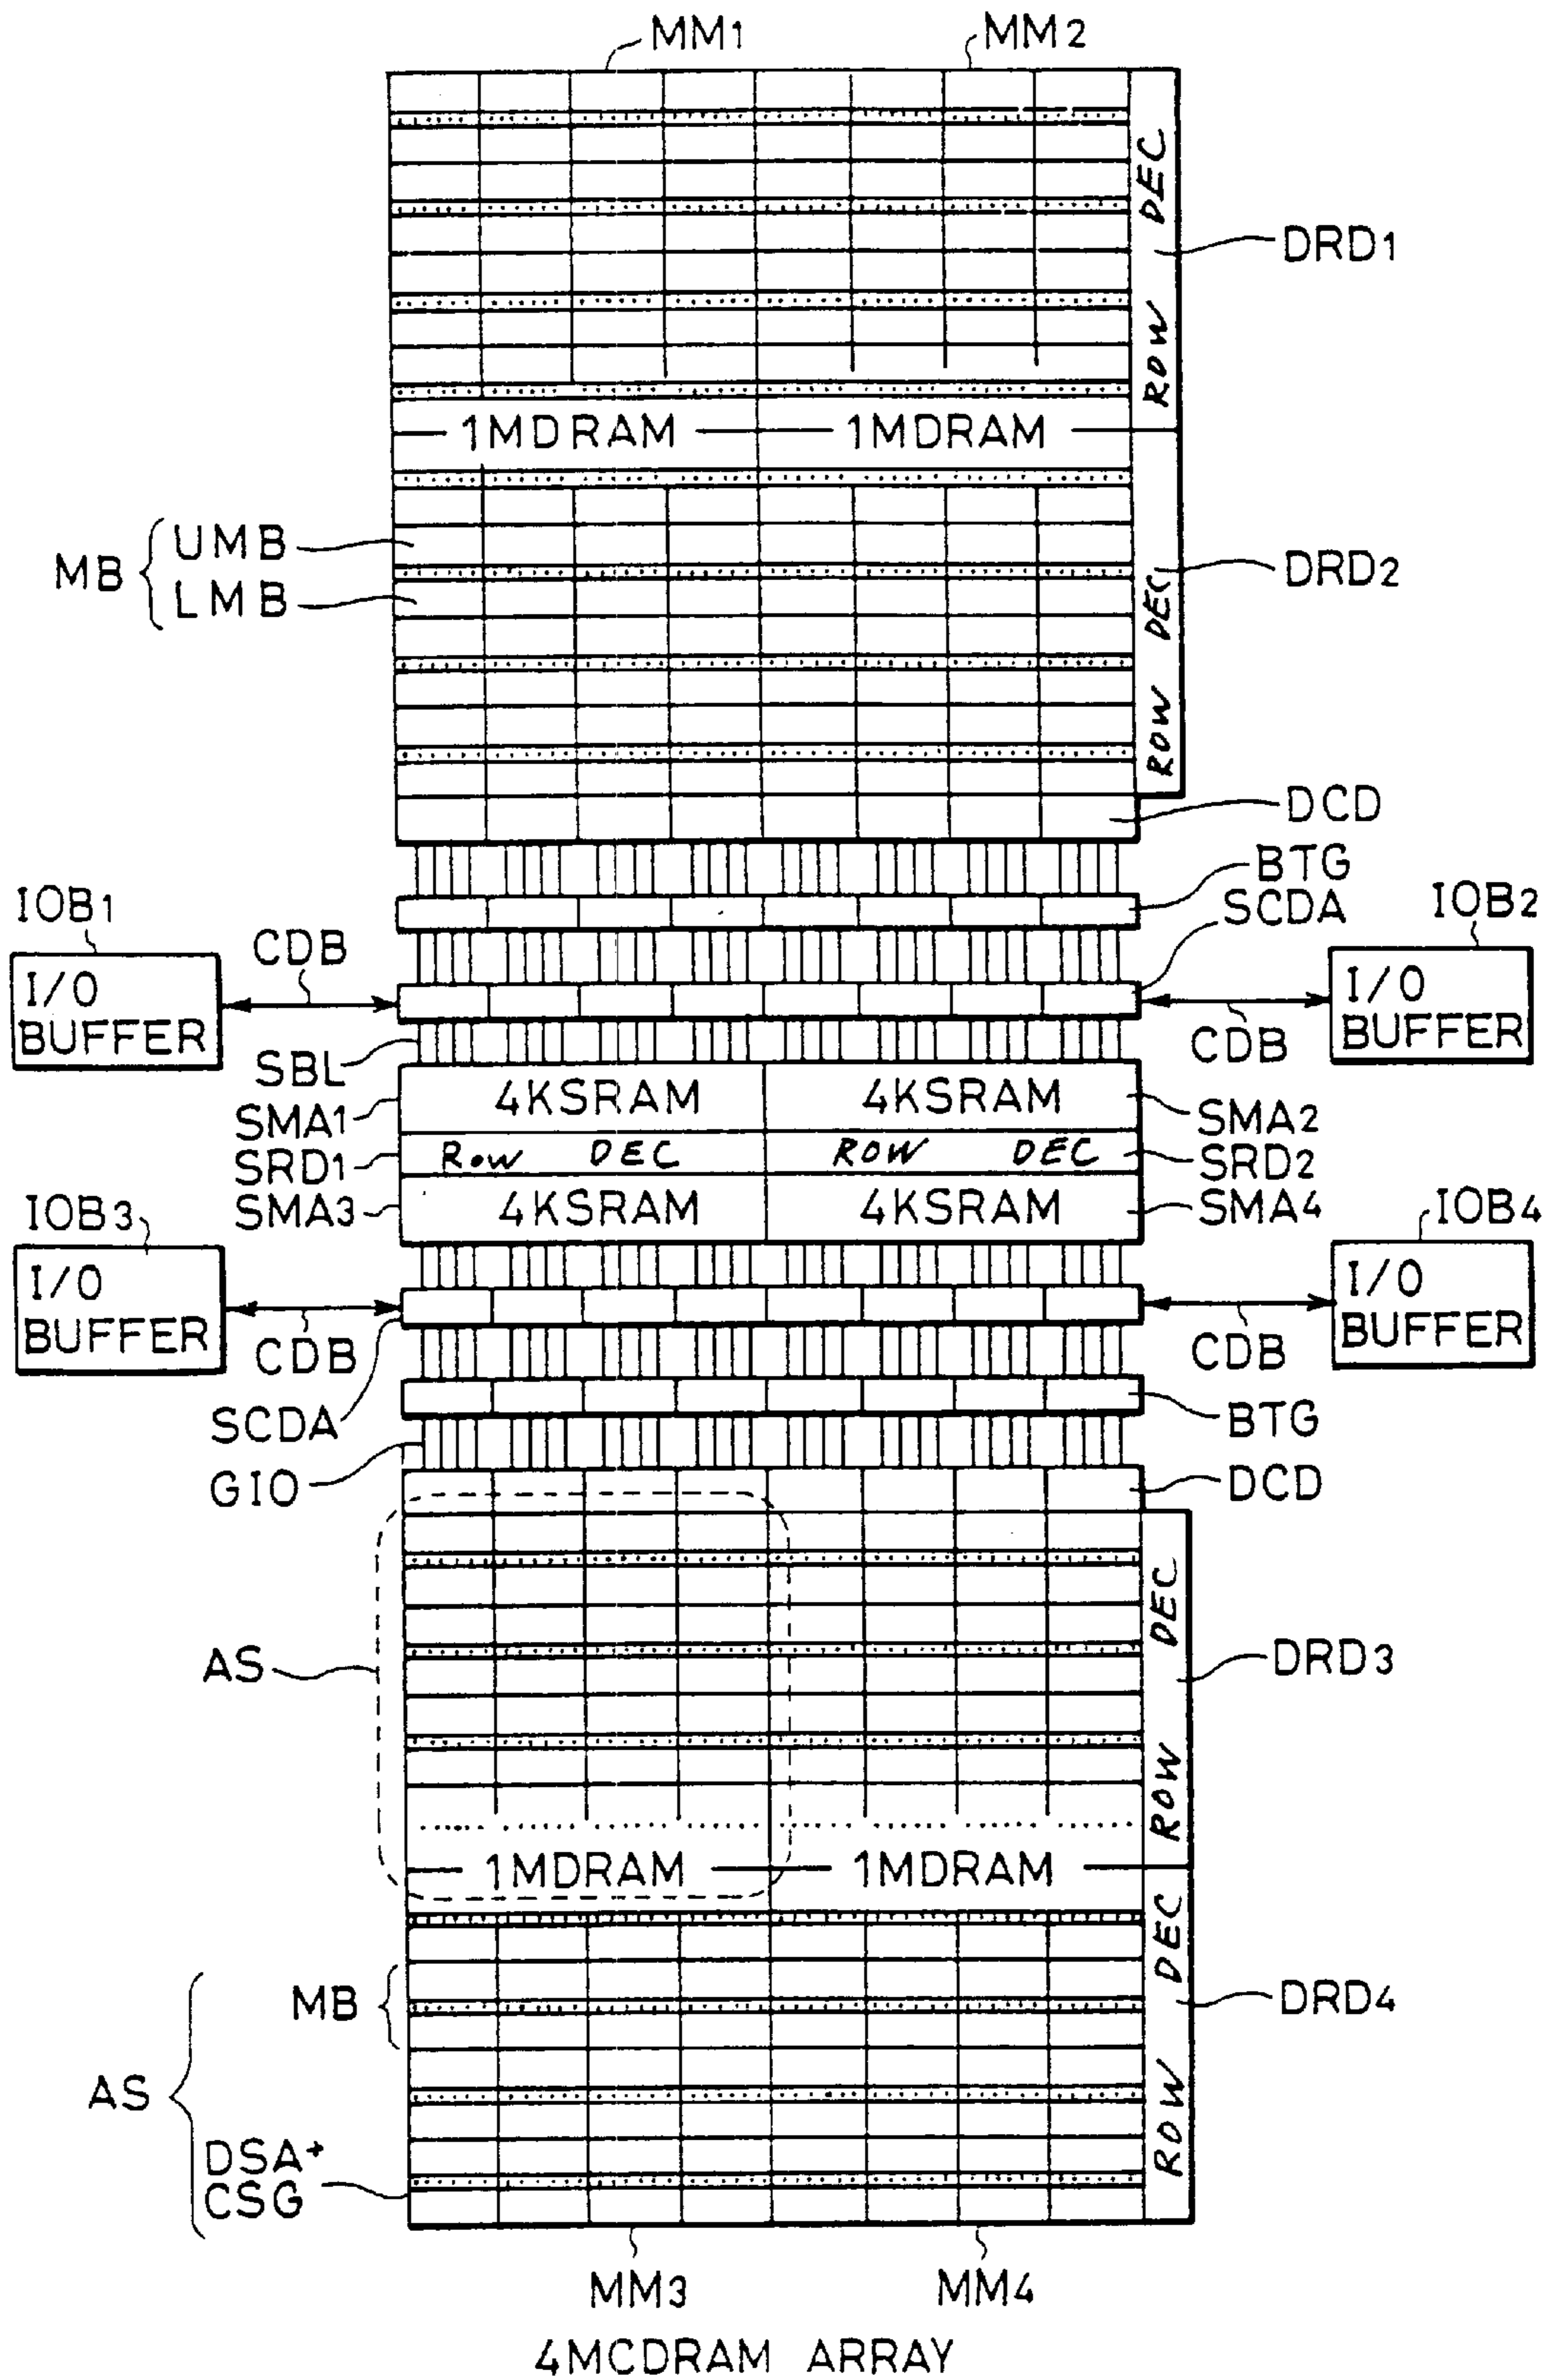 MM1
MM2
ROW DEC
DRD1
1MDRAM
1MDRAM
MB
UMB
LMB
ROW DEC
DRD2
DCD
BTG
SCDA
IOB1
I/O
BUFFER
CDB
IOB2
I/O
BUFFER
CDB
SBL
SMA1
4KSRAM
4KSRAM
SMA2
SRD1
ROW DEC
ROW DEC
SRD2
SMA3
4KSRAM
4KSRAM
SMA4
IOB3
I/O
BUFFER
CDB
IOB4
I/O
BUFFER
CDB
SCDA
BTG
GIO
DCD
AS
ROW DEC
DRD3
1MDRAM
1MDRAM
MB
ROW DEC
DRD4
AS
DSA+
CSG
MM3
MM4
4MCDRAM ARRAY